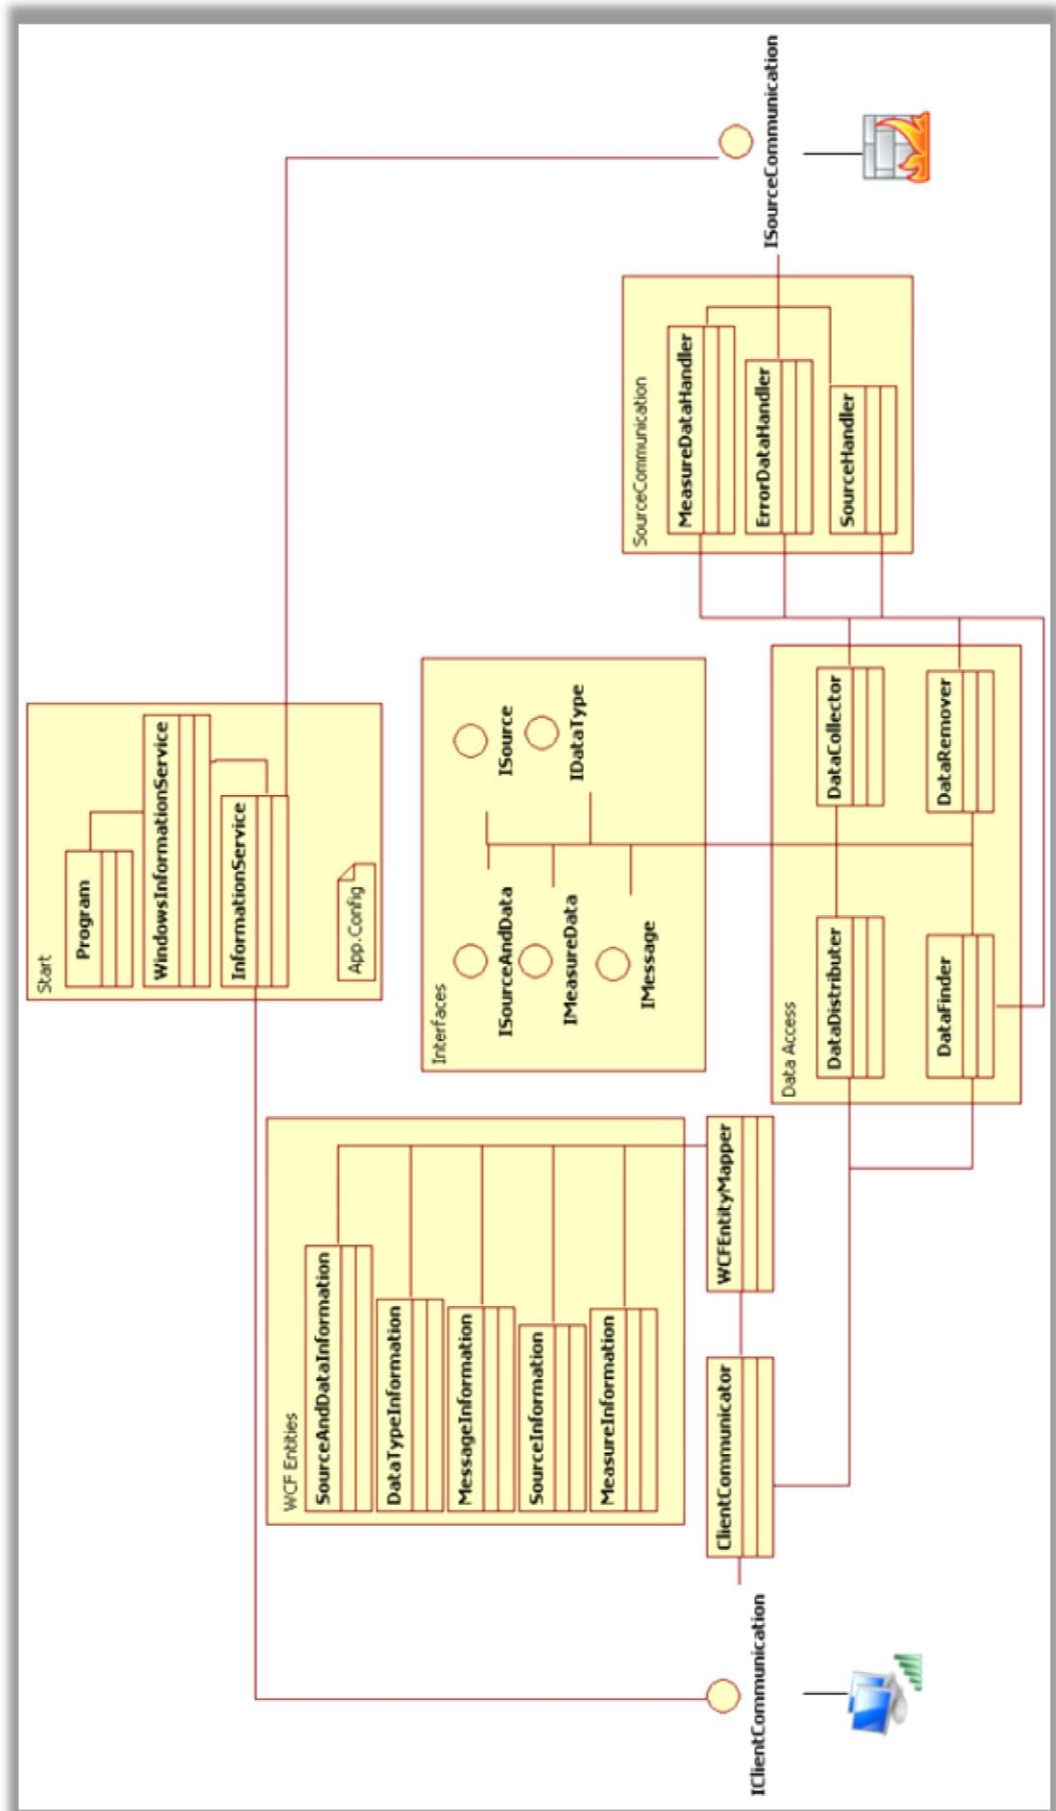 Start
Program
WindowsInformationService
InformationService
App.Config
WCF Entities
SourceAndDataInformation
DataTypeInformation
MessageInformation
SourceInformation
MeasureInformation
Interfaces
ISourceAndData
ISource
IMeasureData
IDataType
IMessage
SourceCommunication
MeasureDataHandler
ErrorDataHandler
SourceHandler
IClientCommunication
ClientCommunicator
WCFEntityMapper
Data Access
DataDistributer
DataCollector
DataFinder
DataRemover
ISourceCommunication